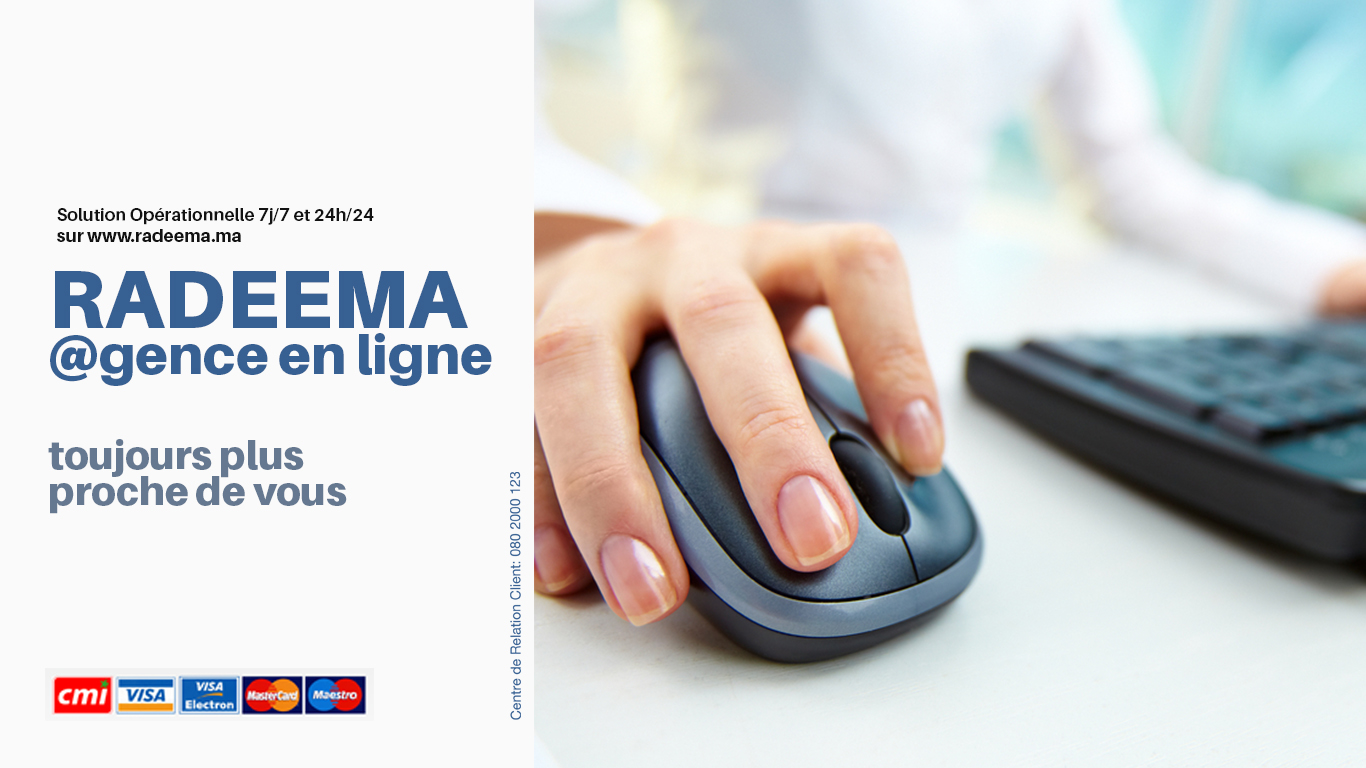 Solution Opérationnelle 7j/7 et 24h/24
sur www.radeema.ma
RADEEMA
@gence en ligne
toujours plus
proche de vous
Centre de Relation Client: 080 2000 123
cmi VISA VISA Electron MasterCard Maestro